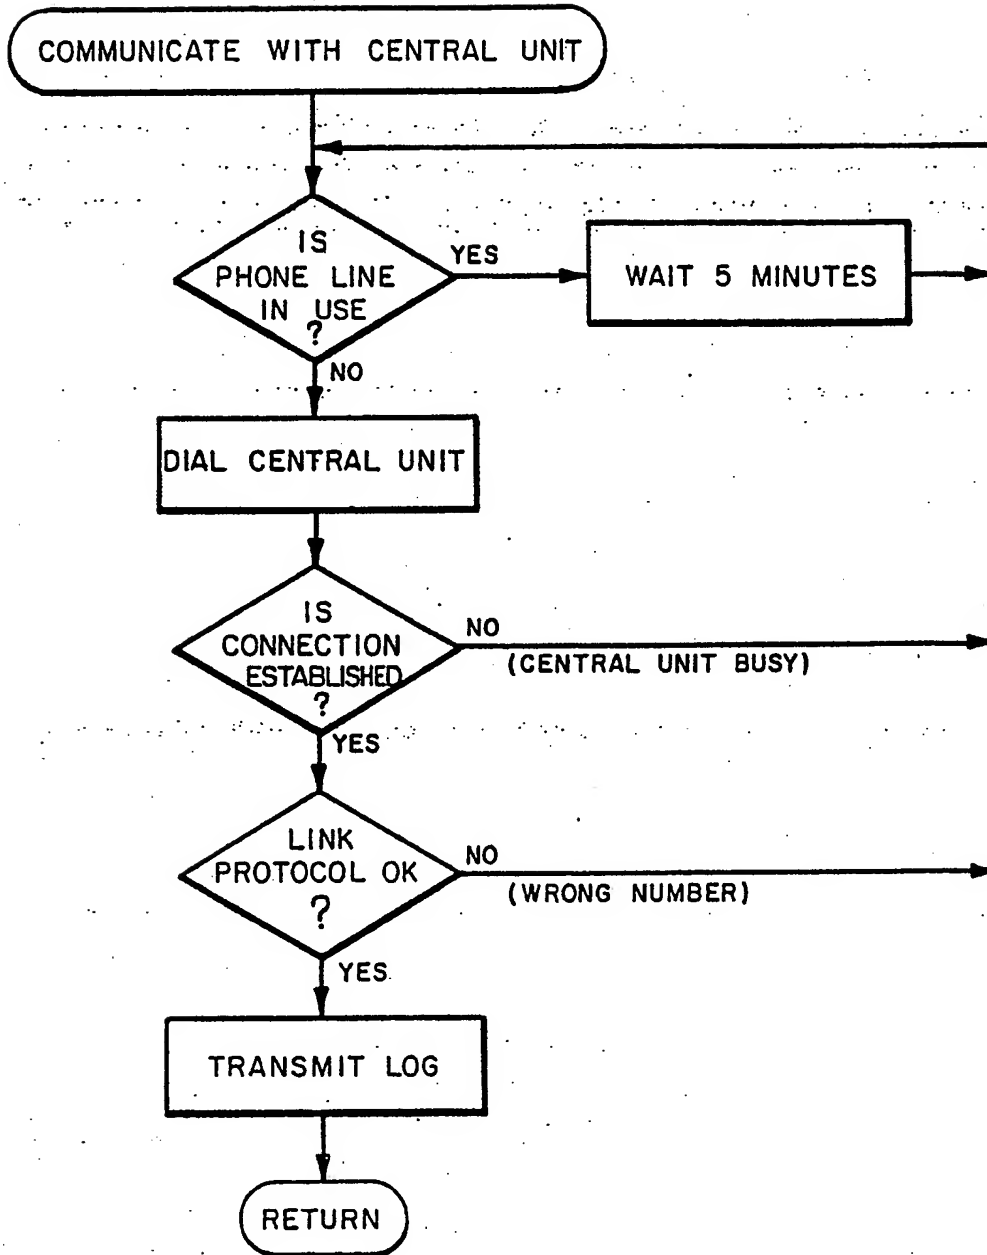 COMMUNICATE WITH CENTRAL UNIT
IS
PHONE LINE
IN USE
?
YES
WAIT 5 MINUTES
NO
DIAL CENTRAL UNIT
IS
CONNECTION
ESTABLISHED
?
NO
(CENTRAL UNIT BUSY)
YES
LINK
PROTOCOL OK
?
NO
(WRONG NUMBER)
YES
TRANSMIT LOG
RETURN